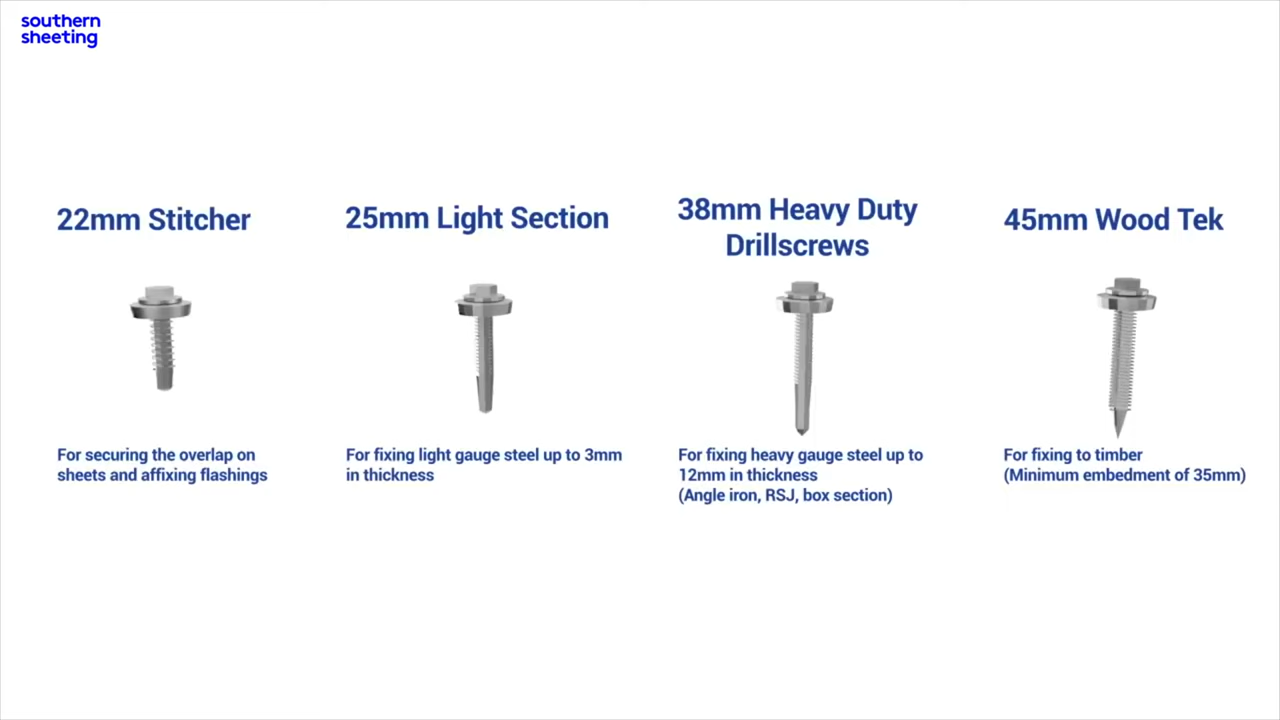 southern
sheeting
22mm Stitcher
For securing the overlap on
sheets and affixing flashings
25mm Light Section
For fixing light gauge steel up to 3mm
in thickness
38mm Heavy Duty
Drillscrews
For fixing heavy gauge steel up to
12mm in thickness
(Angle iron, RSJ, box section)
45mm Wood Tek
For fixing to timber
(Minimum embedment of 35mm)